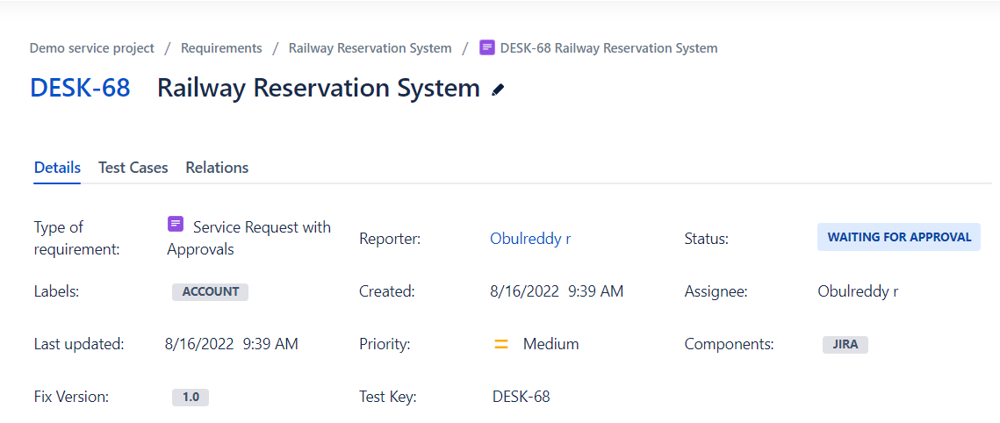 Demo service project / Requirements / Railway Reservation System / DESK-68 Railway Reservation System
DESK-68 Railway Reservation System
Details Test Cases Relations
Type of requirement: Service Request with Approvals Reporter: Obulreddy r Status: WAITING FOR APPROVAL
Labels: ACCOUNT Created: 8/16/2022 9:39 AM Assignee: Obulreddy r
Last updated: 8/16/2022 9:39 AM Priority: Medium Components: JIRA
Fix Version: 1.0 Test Key: DESK-68